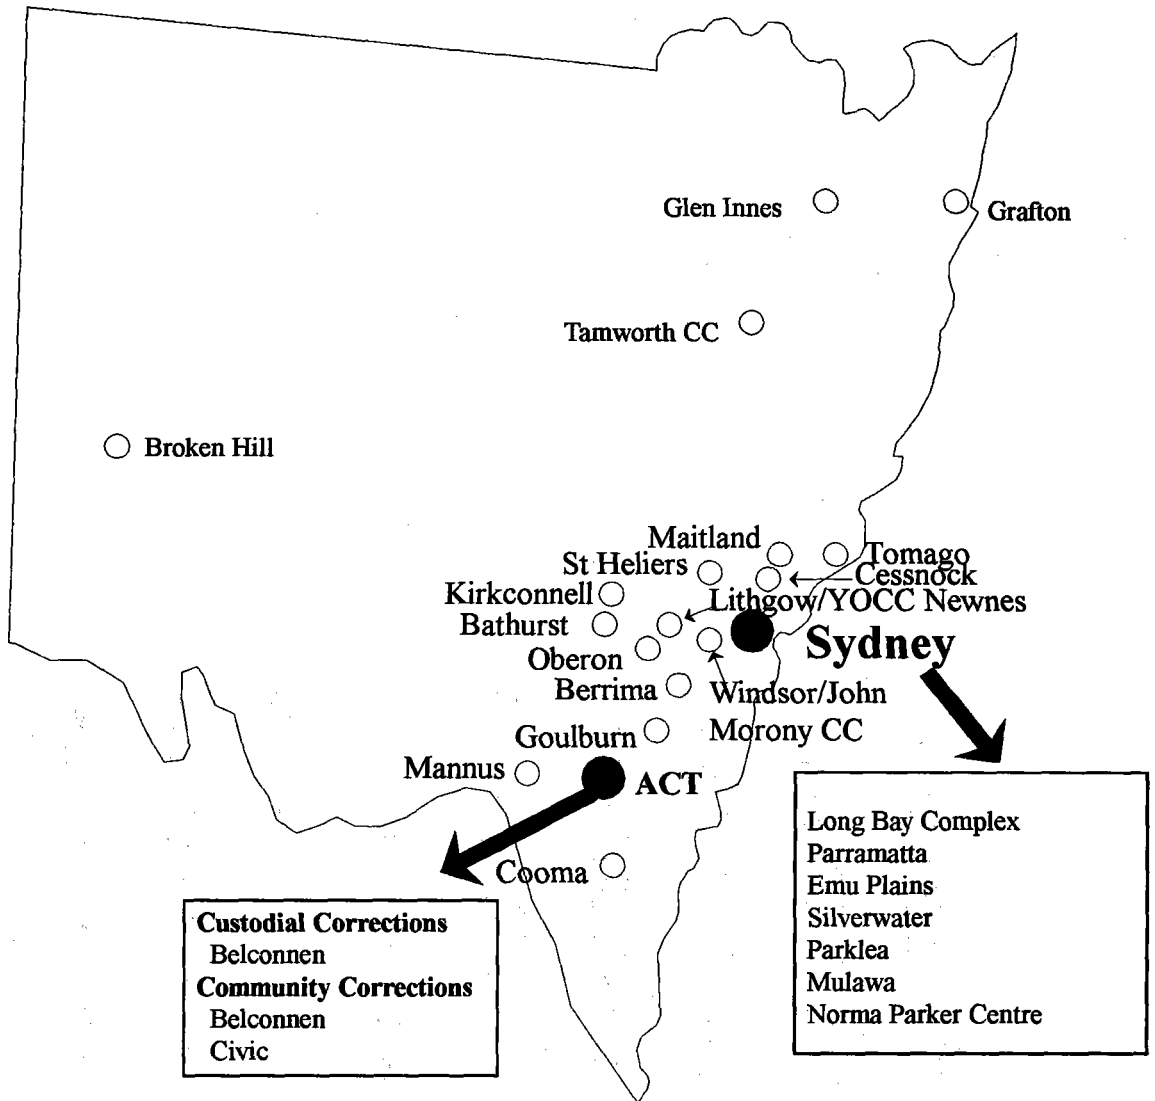 Glen Innes
Grafton
Tamworth CC
Broken Hill
Maitland
Tomago
St Heliers
Cessnock
Kirkconnell
Lithgow/YOCC Newnes
Bathurst
Sydney
Oberon
Berrima
Windsor/John
Morony CC
Goulburn
Mannus
ACT
Cooma
Long Bay Complex
Parramatta
Emu Plains
Silverwater
Parklea
Mulawa
Norma Parker Centre
Custodial Corrections
Belconnen
Community Corrections
Belconnen
Civic